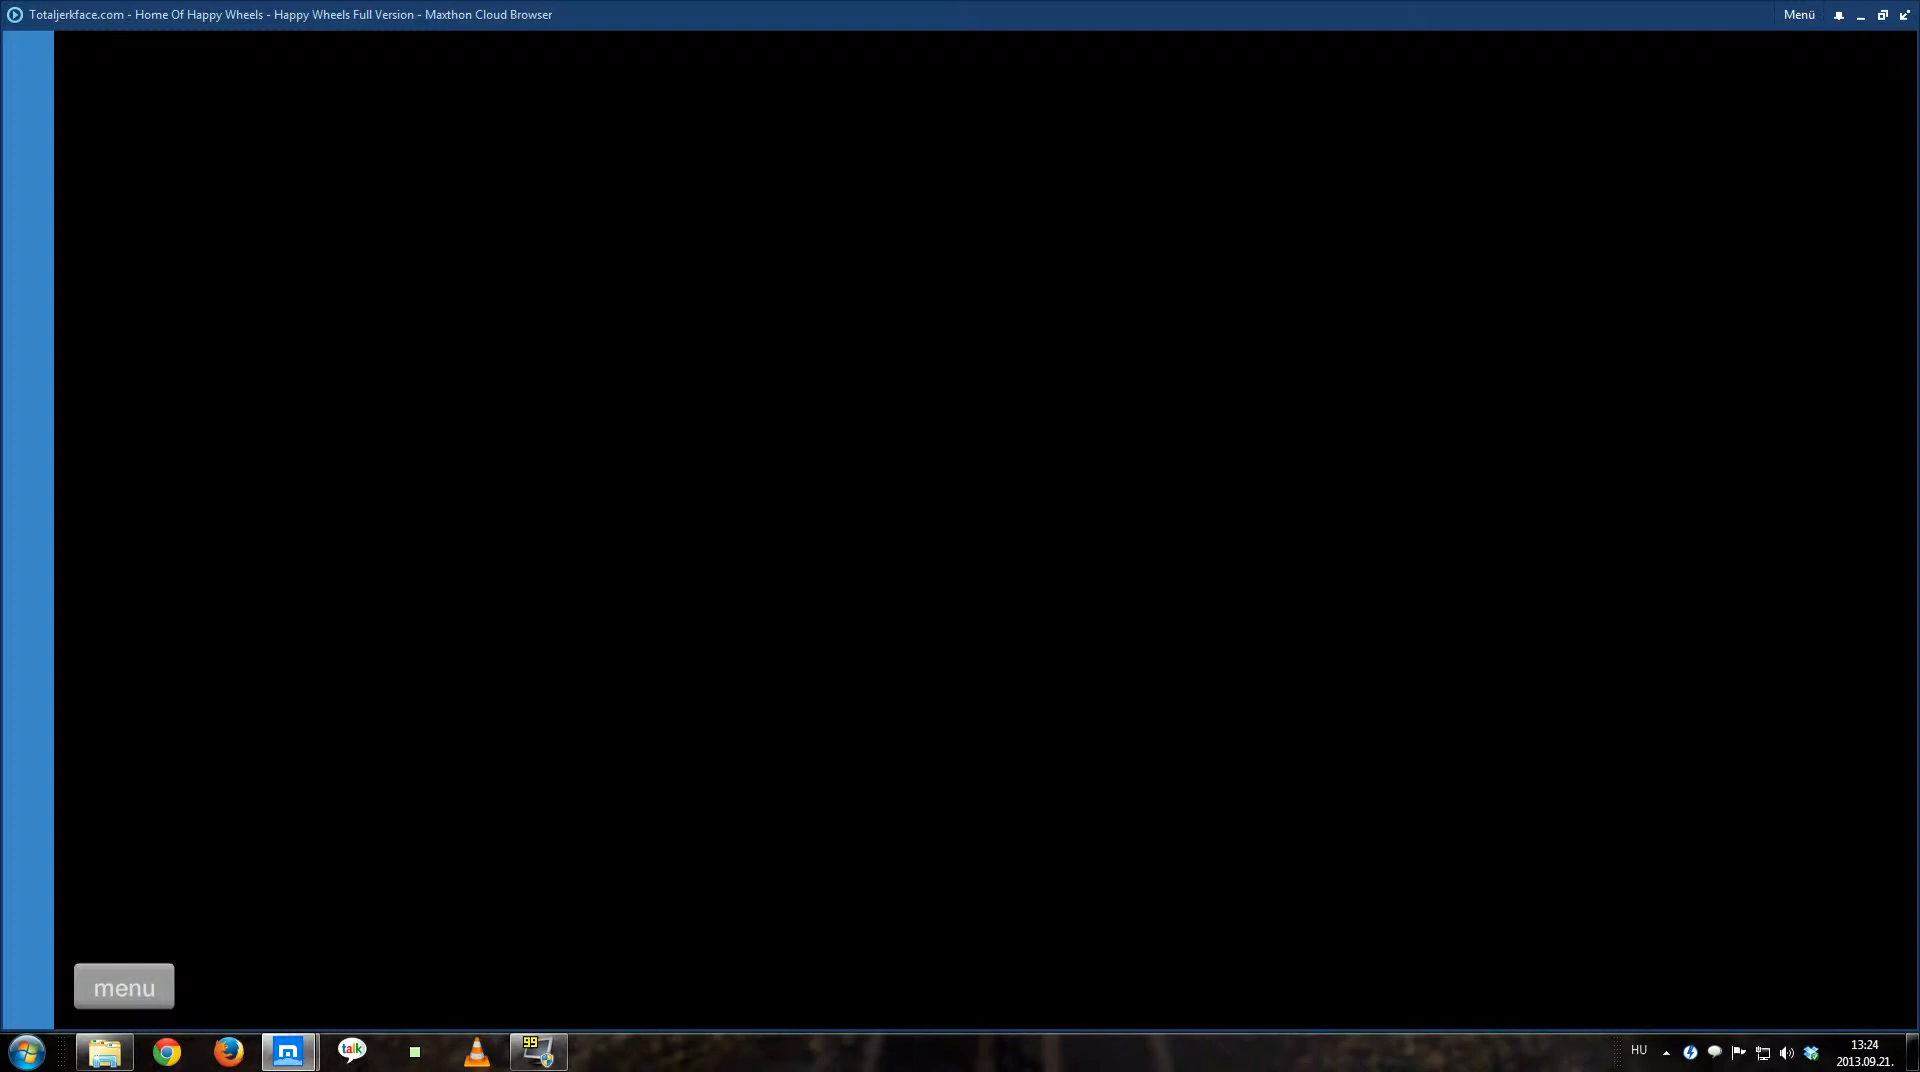 Totaljerkface.com - Home Of Happy Wheels - Happy Wheels Full Version - Maxthon Cloud Browser
Menü
menu
talk
99
HU
13:24
2013.09.21.